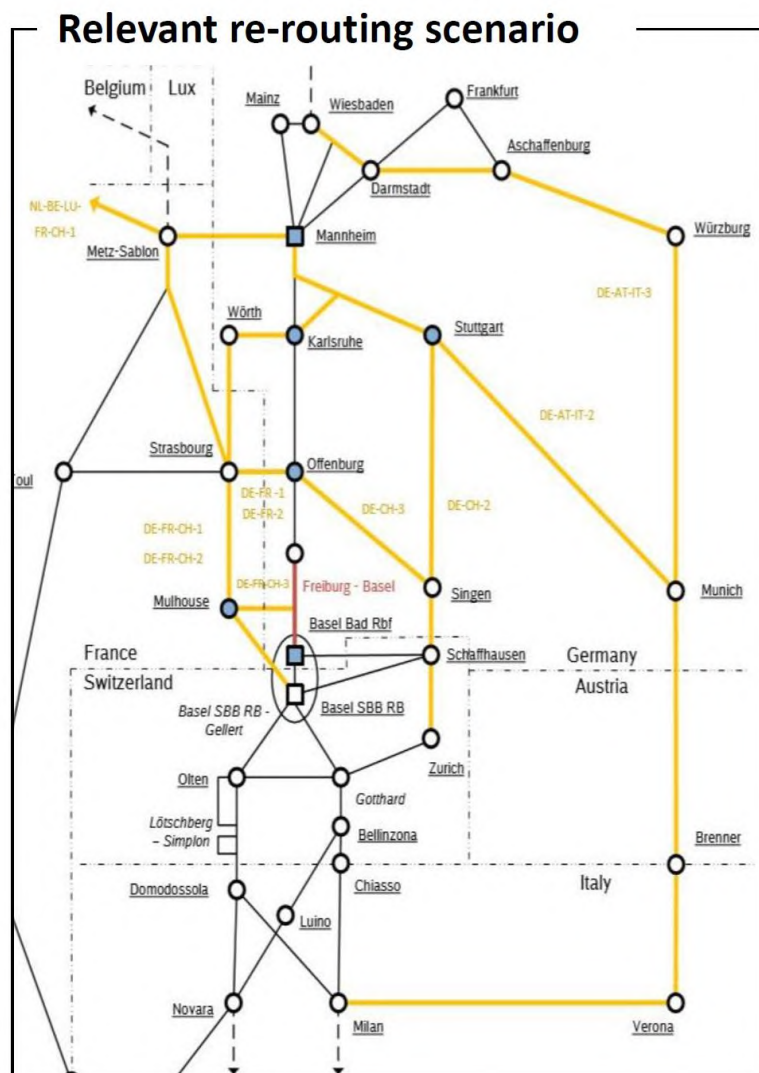 Relevant re-routing scenario
Belgium
Lux
Mainz
Wiesbaden
Frankfurt
Aschaffenburg
Darmstadt
NL-BE-LU-
FR-CH-1
Metz-Sablon
Mannheim
Würzburg
DE-AT-IT-3
Wörth
Karlsruhe
Stuttgart
DE-AT-IT-2
Strasbourg
Offenburg
oul
DE-FR -1
DE-FR-2
DE-CH-3
DE-CH-2
DE-FR-CH-1
DE-FR-CH-2
DE-FR-CH-3
Freiburg - Basel
Singen
Munich
Mulhouse
Basel Bad Rbf
France
Schaffhausen
Germany
Switzerland
Austria
Basel SBB RB -
Gellert
Basel SBB RB
Zurich
Olten
Gotthard
Lötschberg
– Simplon
Bellinzona
Brenner
Domodossola
Chiasso
Italy
Luino
Novara
Milan
Verona